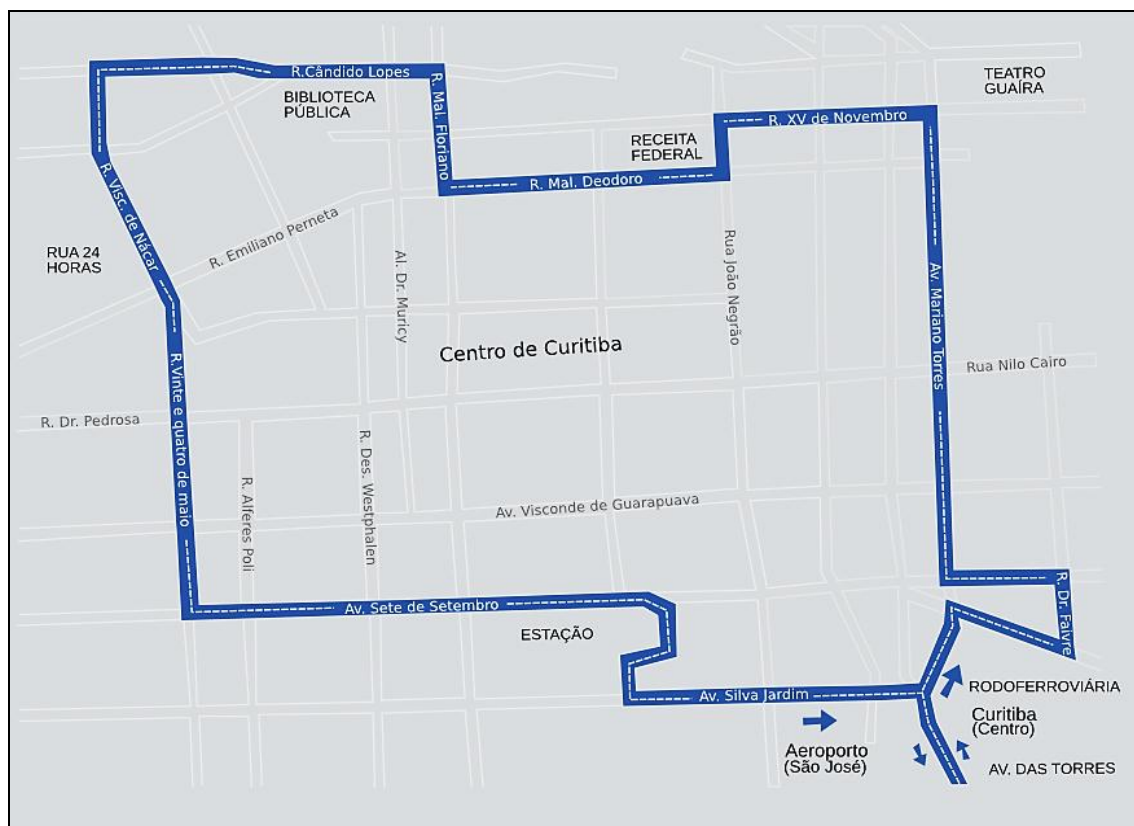 R.Cândido Lopes
BIBLIOTECA
PÚBLICA
R. Mal. Floriano
RECEITA
FEDERAL
R. XV de Novembro
TEATRO
GUAÍRA
R. Mal. Deodoro
R. Visc. de Nácar
RUA 24
HORAS
R. Emiliano Perneta
Al. Dr. Muricy
Rua João Negrão
Av. Mariano Torres
Centro de Curitiba
Rua Nilo Cairo
R.Vinte e quatro de maio
R. Dr. Pedrosa
R. Alferes Poli
R. Des. Westphalen
Av. Visconde de Guarapuava
Av. Sete de Setembro
ESTAÇÃO
R. Dr. Faivre
Av. Silva Jardim
RODOFERROVIÁRIA
Curitiba
(Centro)
Aeroporto
(São José)
AV. DAS TORRES